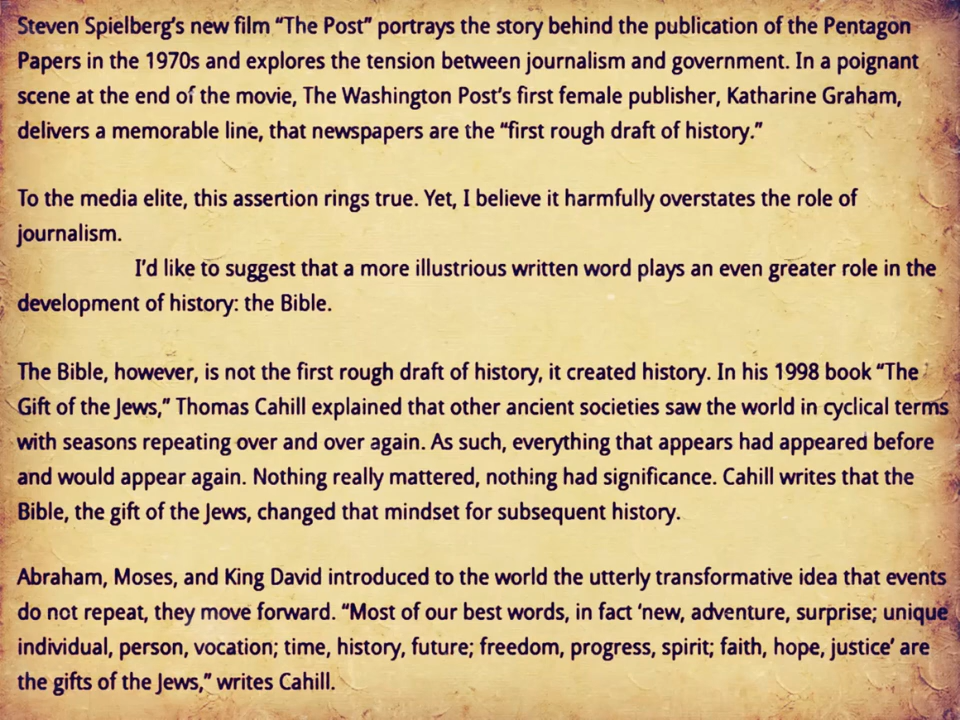 Steven Spielberg's new film “The Post” portrays the story behind the publication of the Pentagon
Papers in the 1970s and explores the tension between journalism and government. In a poignant
scene at the end of the movie, The Washington Post's first female publisher, Katharine Graham,
delivers a memorable line, that newspapers are the “first rough draft of history.”
To the media elite, this assertion rings true. Yet, I believe it harmfully overstates the role of
journalism.
I'd like to suggest that a more illustrious written word plays an even greater role in the
development of history: the Bible.
The Bible, however, is not the first rough draft of history, it created history. In his 1998 book “The
Gift of the Jews,” Thomas Cahill explained that other ancient societies saw the world in cyclical terms
with seasons repeating over and over again. As such, everything that appears had appeared before
and would appear again. Nothing really mattered, nothing had significance. Cahill writes that the
Bible, the gift of the Jews, changed that mindset for subsequent history.
Abraham, Moses, and King David introduced to the world the utterly transformative idea that events
do not repeat, they move forward. “Most of our best words, in fact ‘new, adventure, surprise; unique
individual, person, vocation; time, history, future; freedom, progress, spirit; faith, hope, justice’ are
the gifts of the Jews,” writes Cahill.